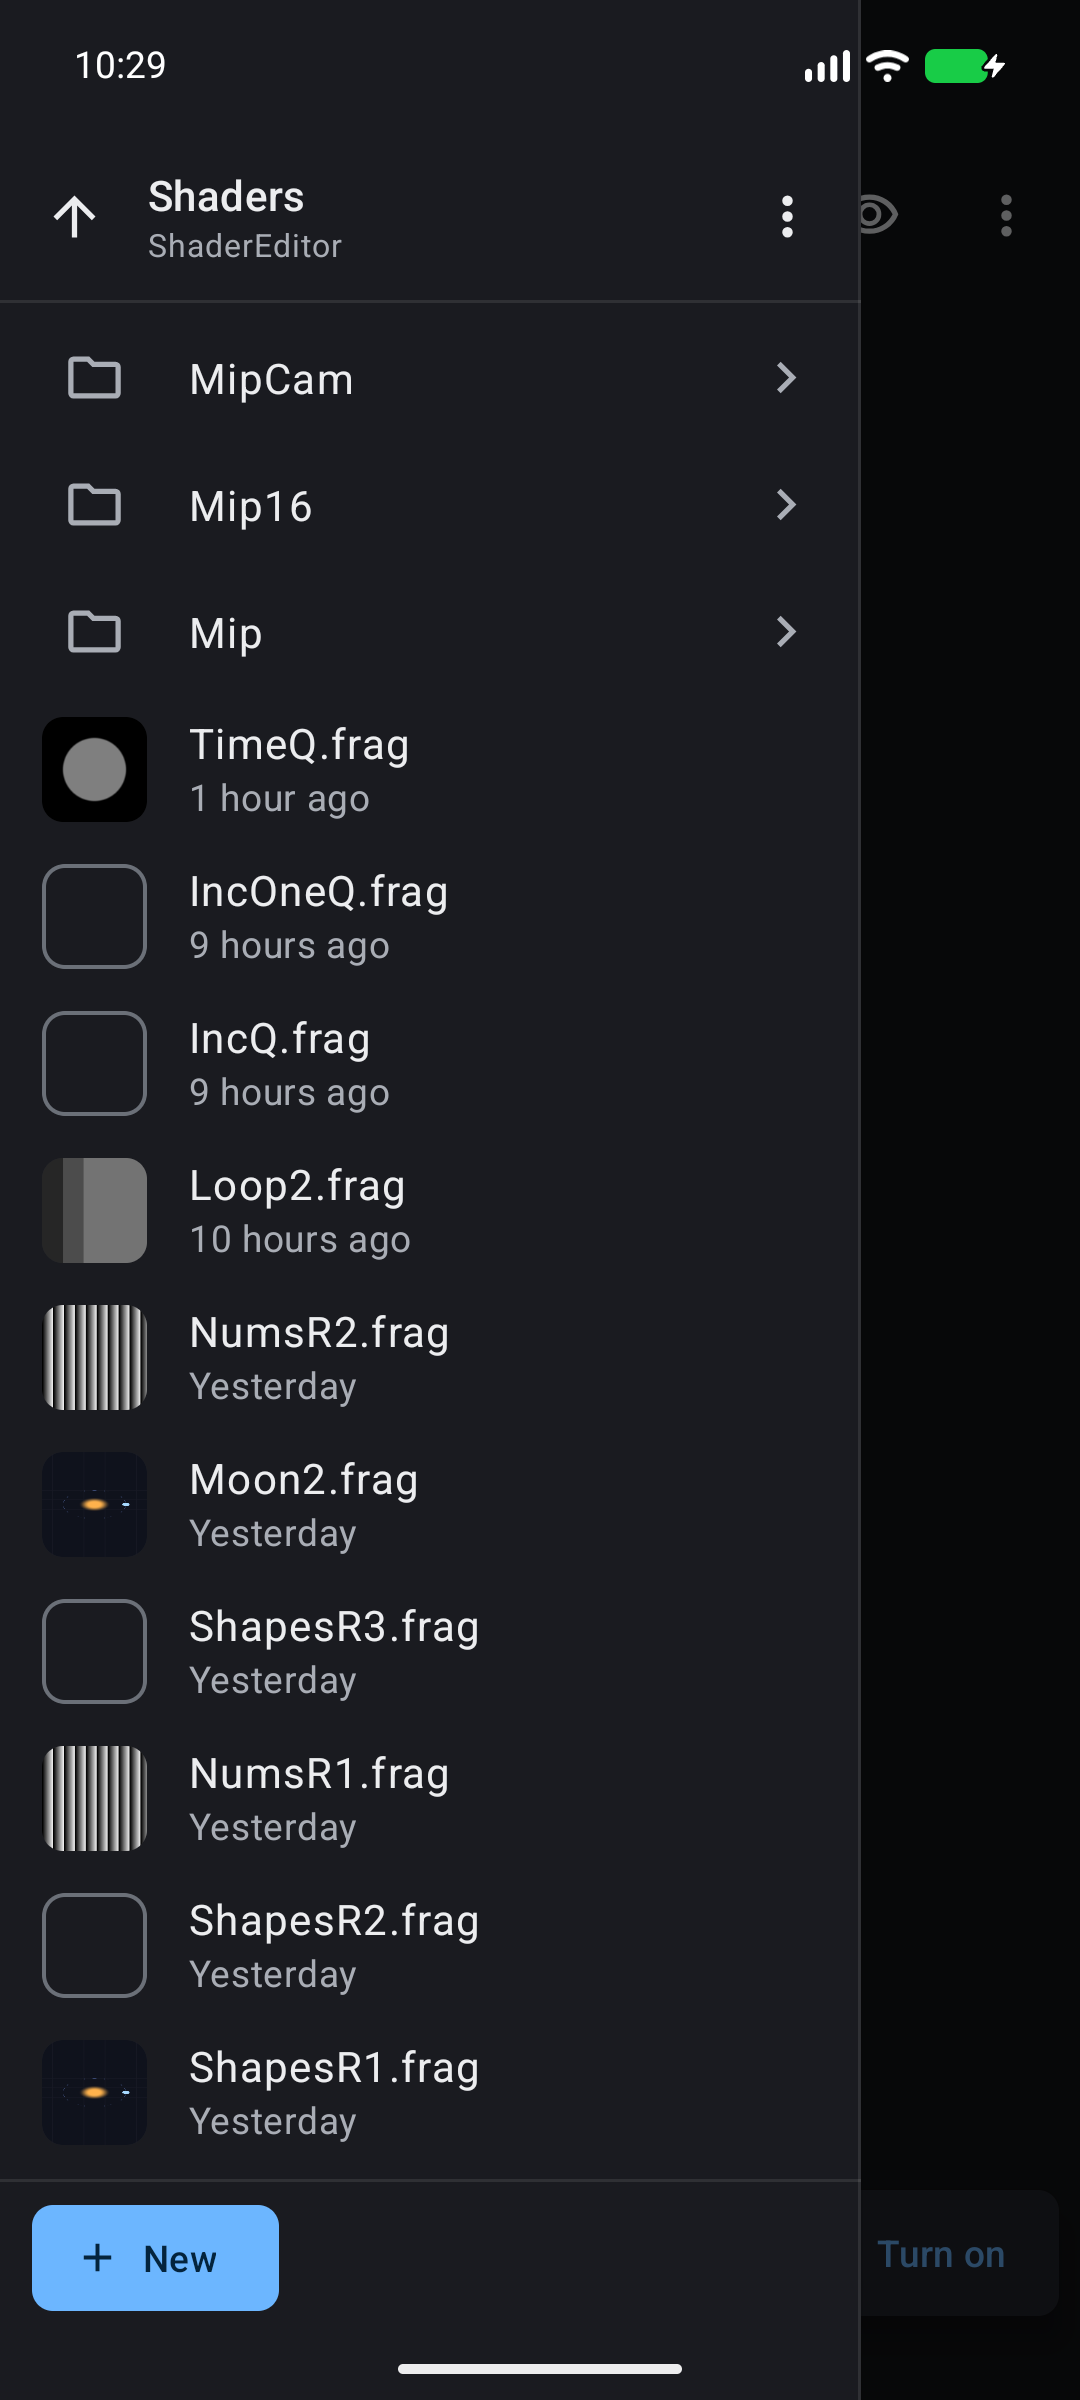 10:29
Shaders
ShaderEditor
MipCam
Mip16
Mip
TimeQ.frag
1 hour ago
IncOneQ.frag
9 hours ago
IncQ.frag
9 hours ago
Loop2.frag
10 hours ago
NumsR2.frag
Yesterday
Moon2.frag
Yesterday
ShapesR3.frag
Yesterday
NumsR1.frag
Yesterday
ShapesR2.frag
Yesterday
ShapesR1.frag
Yesterday
New
Turn on